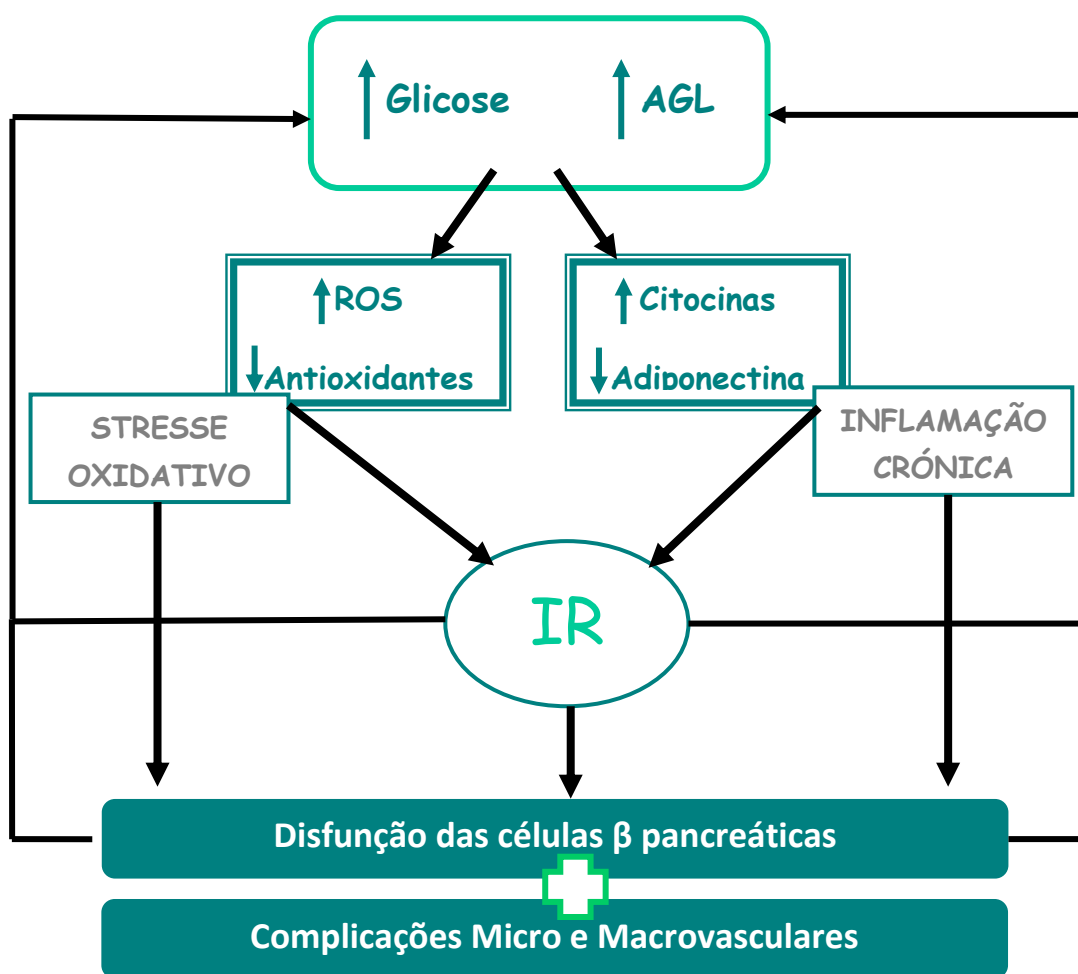 Glicose
AGL
ROS
Antioxidantes
Citocinas
Adiponectina
STRESSE
OXIDATIVO
INFLAMAÇÃO
CRÓNICA
IR
Disfunção das células β pancreáticas
Complicações Micro e Macrovasculares